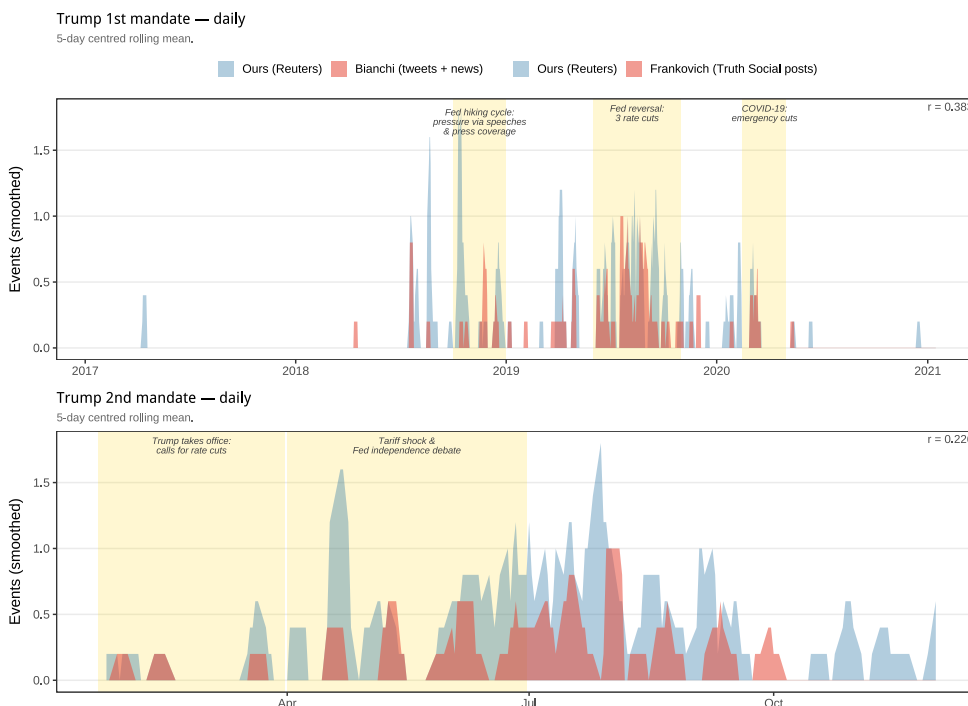 Trump 1st mandate — daily
5-day centred rolling mean.
Ours (Reuters) Bianchi (tweets + news) Ours (Reuters) Frankovich (Truth Social posts)
r = 0.383
Fed hiking cycle:
pressure via speeches
& press coverage
Fed reversal:
3 rate cuts
COVID-19:
emergency cuts
Events (smoothed)
1.5
1.0
0.5
0.0
2017 2018 2019 2020 2021
Trump 2nd mandate — daily
5-day centred rolling mean.
Trump takes office:
calls for rate cuts
Tariff shock &
Fed independence debate
Events (smoothed)
1.5
1.0
0.5
0.0
Apr Jul Oct